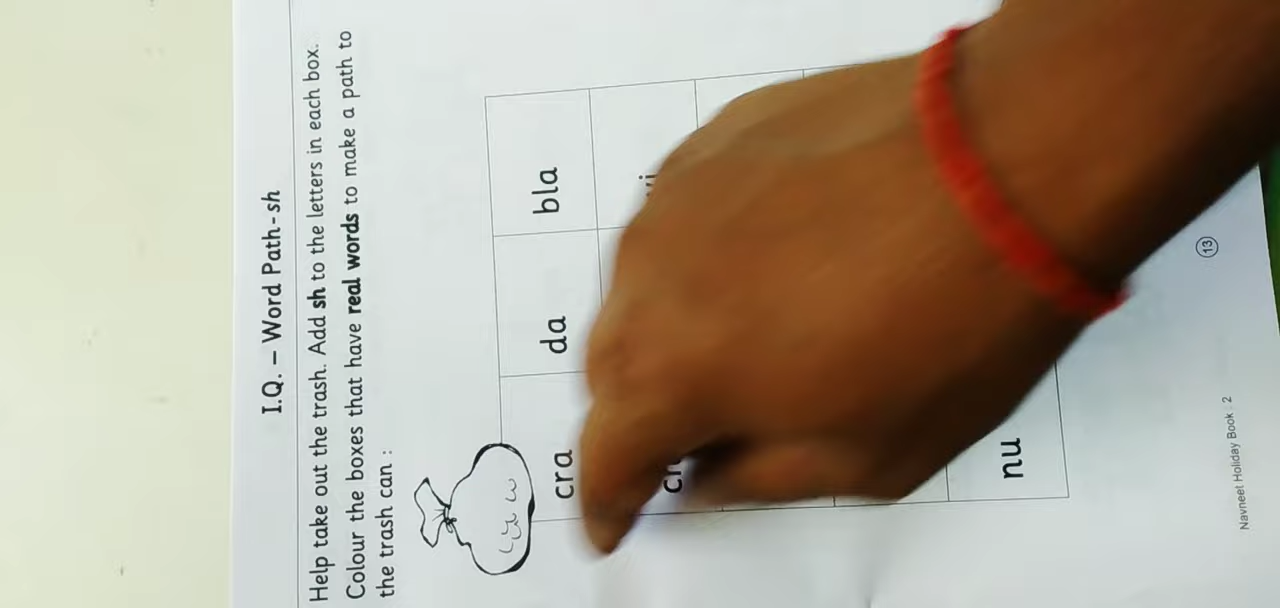 I.Q. – Word Path - sh
Help take out the trash. Add sh to the letters in each box.
Colour the boxes that have real words to make a path to
the trash can :
cra da bla
nu
Navneet Holiday Book : 2
13